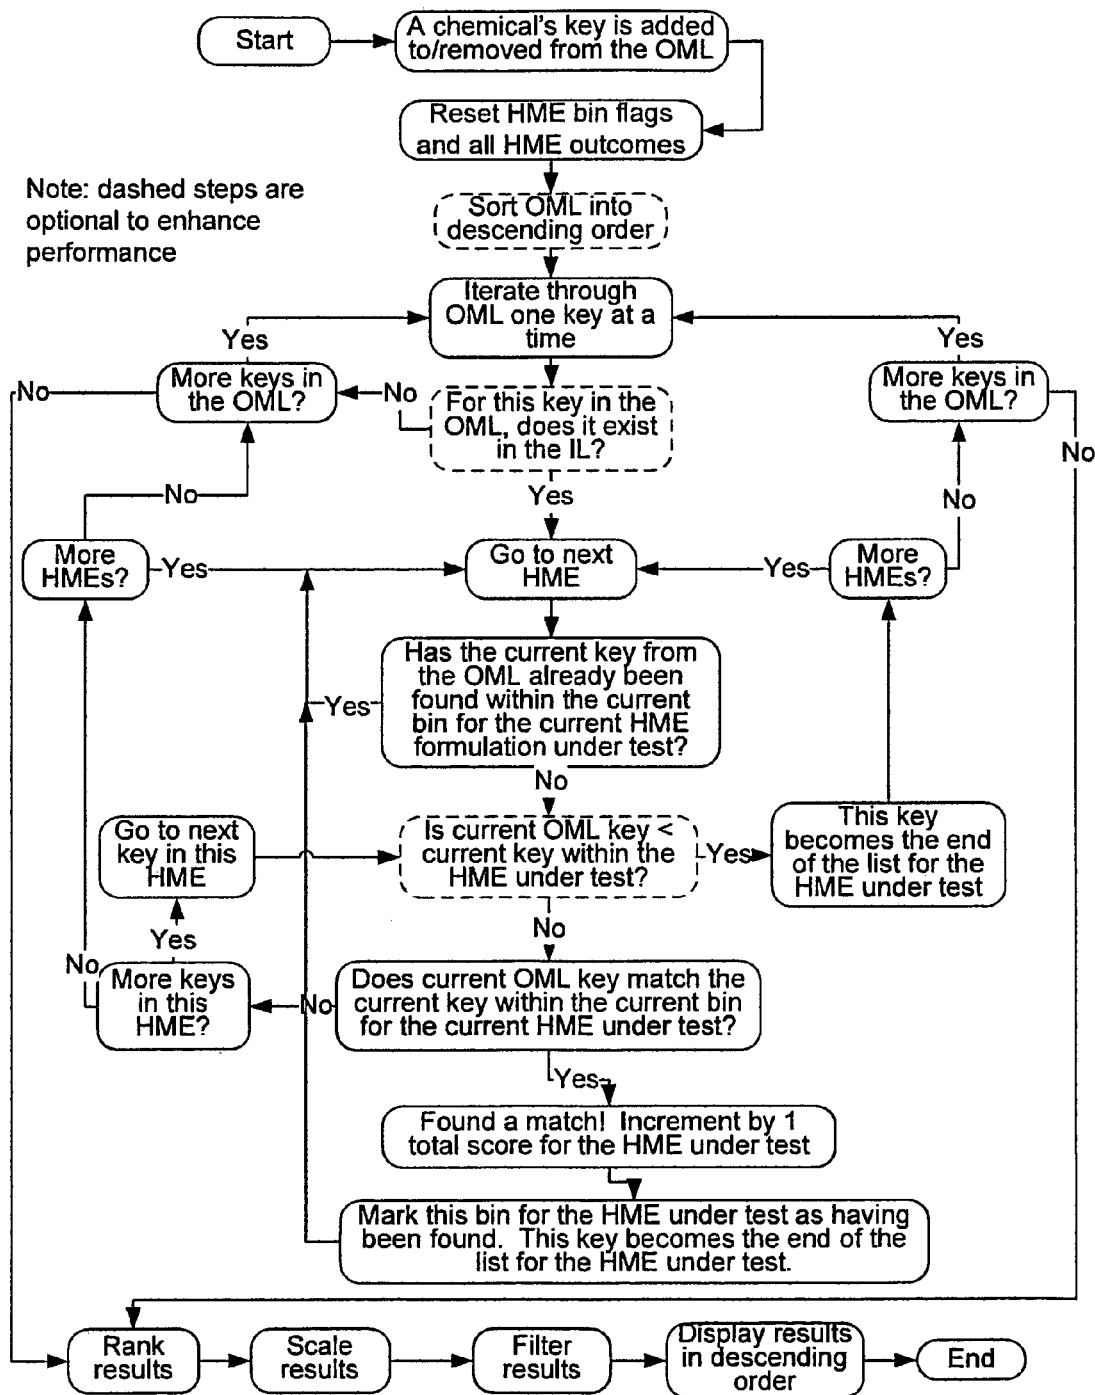 Start
A chemical's key is added
to/removed from the OML
Reset HME bin flags
and all HME outcomes
Note: dashed steps are
optional to enhance
performance
Sort OML into
descending order
Iterate through
OML one key at a
time
Yes
Yes
No
More keys in
the OML?
No
For this key in the
OML, does it exist
in the IL?
More keys in
the OML?
No
No
Yes
No
More
HMEs?
Yes
Go to next
HME
Yes
More
HMEs?
Has the current key from
the OML already been
found within the current
bin for the current HME
formulation under test?
Yes
No
Go to next
key in this
HME
Is current OML key <
current key within the
HME under test?
Yes
This key
becomes the end
of the list for the
HME under test
Yes
No
No
More keys
in this
HME?
No
Does current OML key match the
current key within the current bin
for the current HME under test?
Yes
Found a match! Increment by 1
total score for the HME under test
Mark this bin for the HME under test as having
been found. This key becomes the end of the
list for the HME under test.
Rank
results
Scale
results
Filter
results
Display results
in descending
order
End